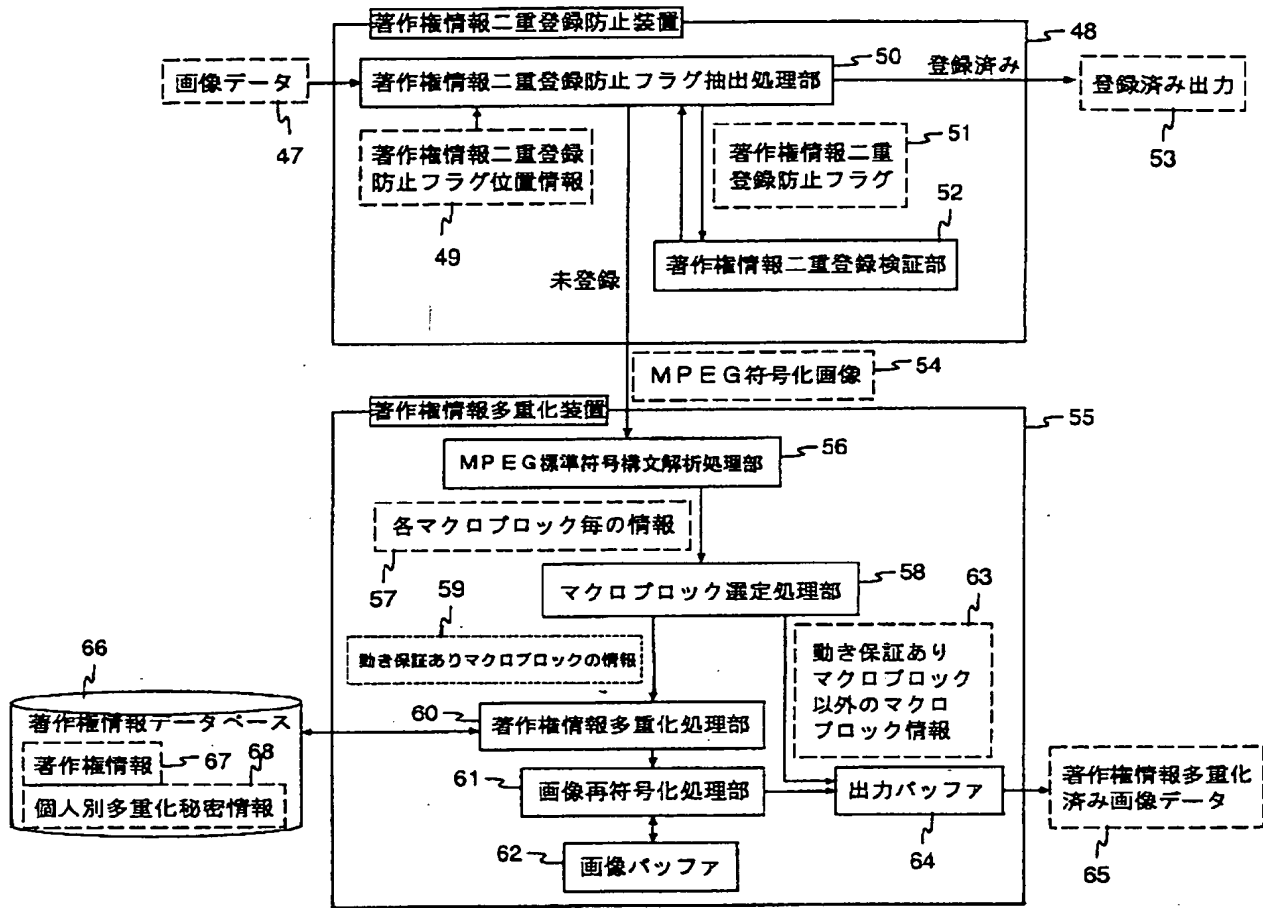 著作権情報二重登録防止装置
48
画像データ
47
著作権情報二重登録防止フラグ抽出処理部
50
登録済み
登録済み出力
53
著作権情報二重登録
防止フラグ位置情報
49
著作権情報二重
登録防止フラグ
51
52
著作権情報二重登録検証部
未登録
MPEG符号化画像
54
著作権情報多重化装置
55
MPEG標準符号構文解析処理部
56
各マクロブロック毎の情報
57
マクロブロック選定処理部
58
59
動き保証ありマクロブロックの情報
63
動き保証あり
マクロブロック
以外のマクロ
ブロック情報
66
著作権情報データベース
著作権情報
67
68
個人別多重化秘密情報
60
著作権情報多重化処理部
61
画像再符号化処理部
出力バッファ
64
62
画像バッファ
著作権情報多重化
済み画像データ
65